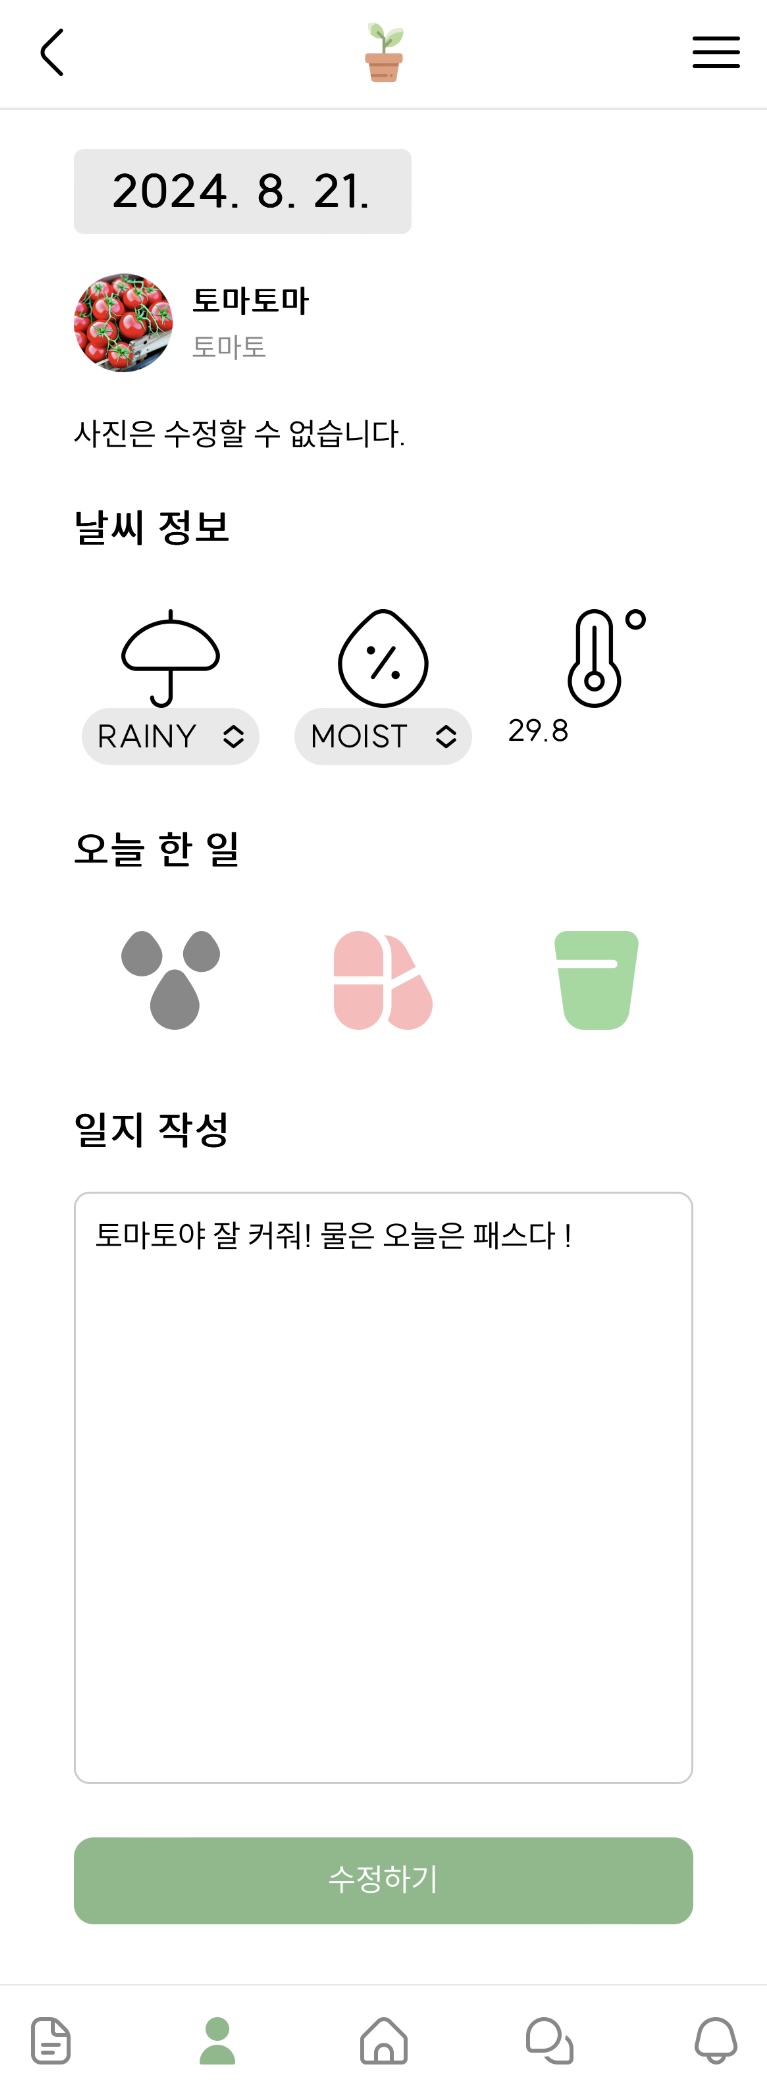 2024. 8. 21.
토마토마
토마토
사진은 수정할 수 없습니다.
날씨 정보
RAINY MOIST 29.8
오늘 한 일
일지 작성
토마토야 잘 커줘! 물은 오늘은 패스다 !
수정하기